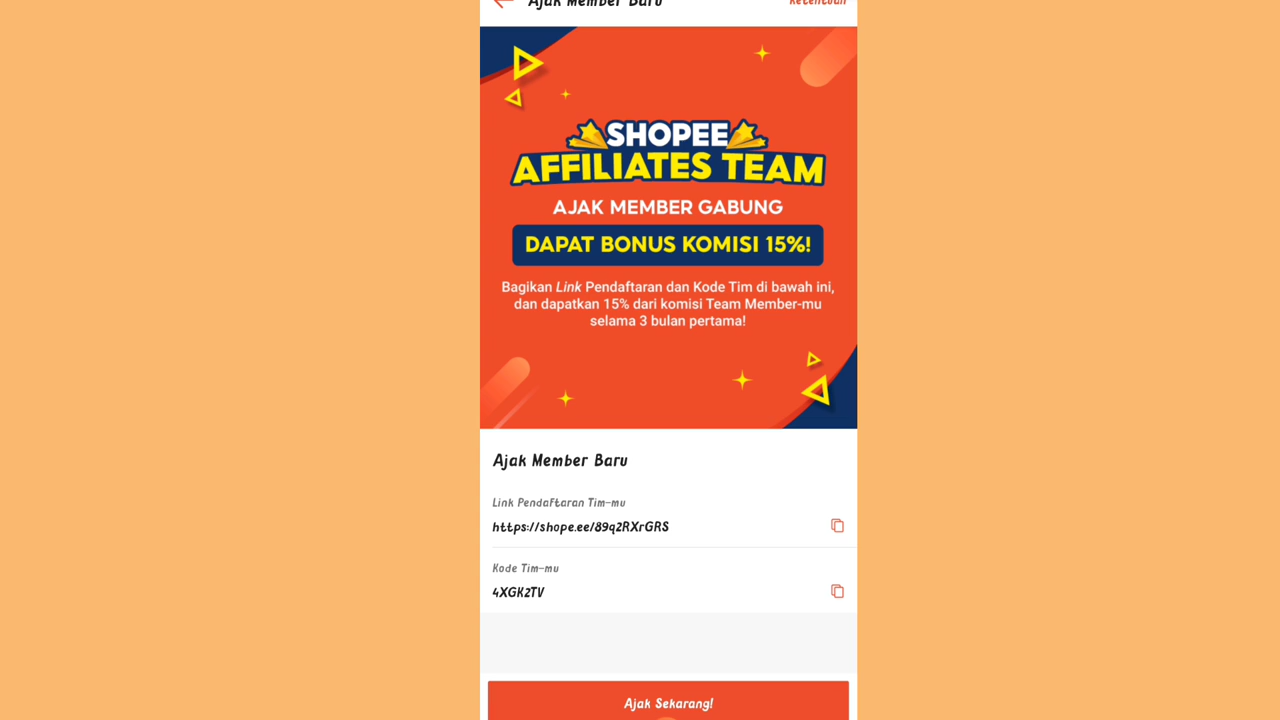 Ajak Member Baru
Ketentuan
SHOPEE
AFFILIATES TEAM
AJAK MEMBER GABUNG
DAPAT BONUS KOMISI 15%!
Bagikan Link Pendaftaran dan Kode Tim di bawah ini,
dan dapatkan 15% dari komisi Team Member-mu
selama 3 bulan pertama!
Ajak Member Baru
Link Pendaftaran Tim-mu
https://shope.ee/89q2RXrGRS
Kode Tim-mu
4XGK2TV
Ajak Sekarang!